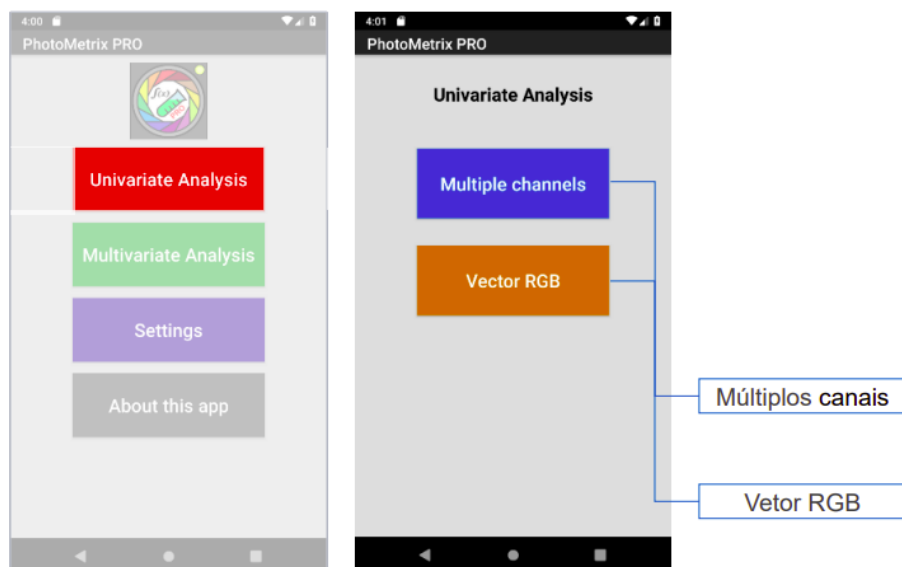 4:00
PhotoMetrix PRO
f(x)
PRO
Univariate Analysis
Multivariate Analysis
Settings
About this app
4:01
PhotoMetrix PRO
Univariate Analysis
Multiple channels
Vector RGB
Múltiplos canais
Vetor RGB